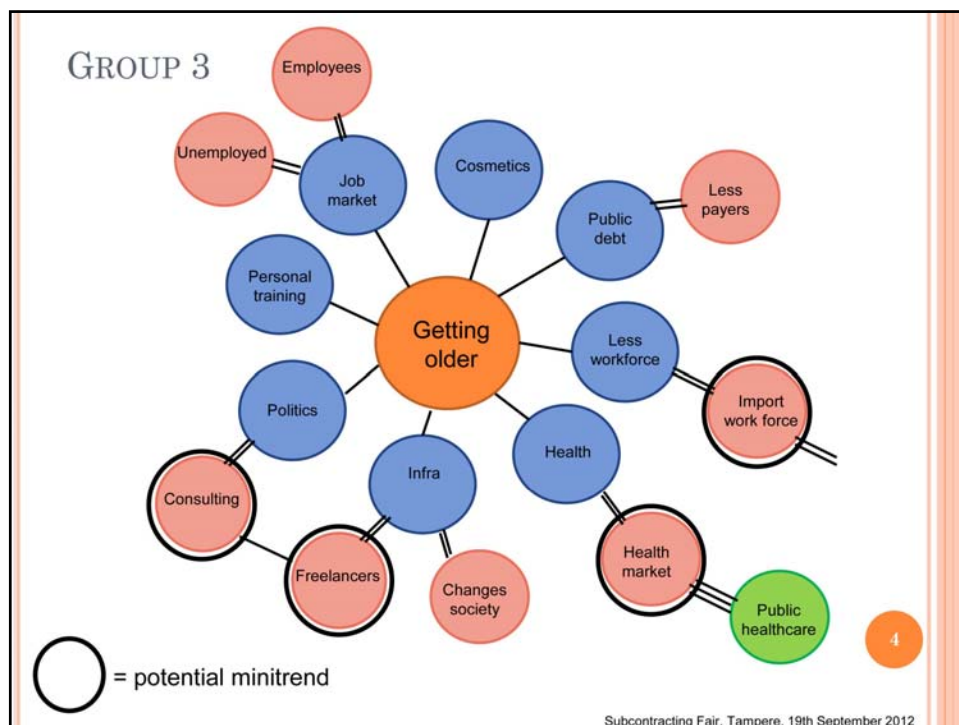 GROUP 3
Employees
Unemployed
Job
market
Cosmetics
Public
debt
Less
payers
Personal
training
Getting
older
Less
workforce
Import
work force
Politics
Infra
Health
Consulting
Freelancers
Changes
society
Health
market
Public
healthcare
4
= potential minitrend
Subcontracting Fair, Tampere, 19th September 2012